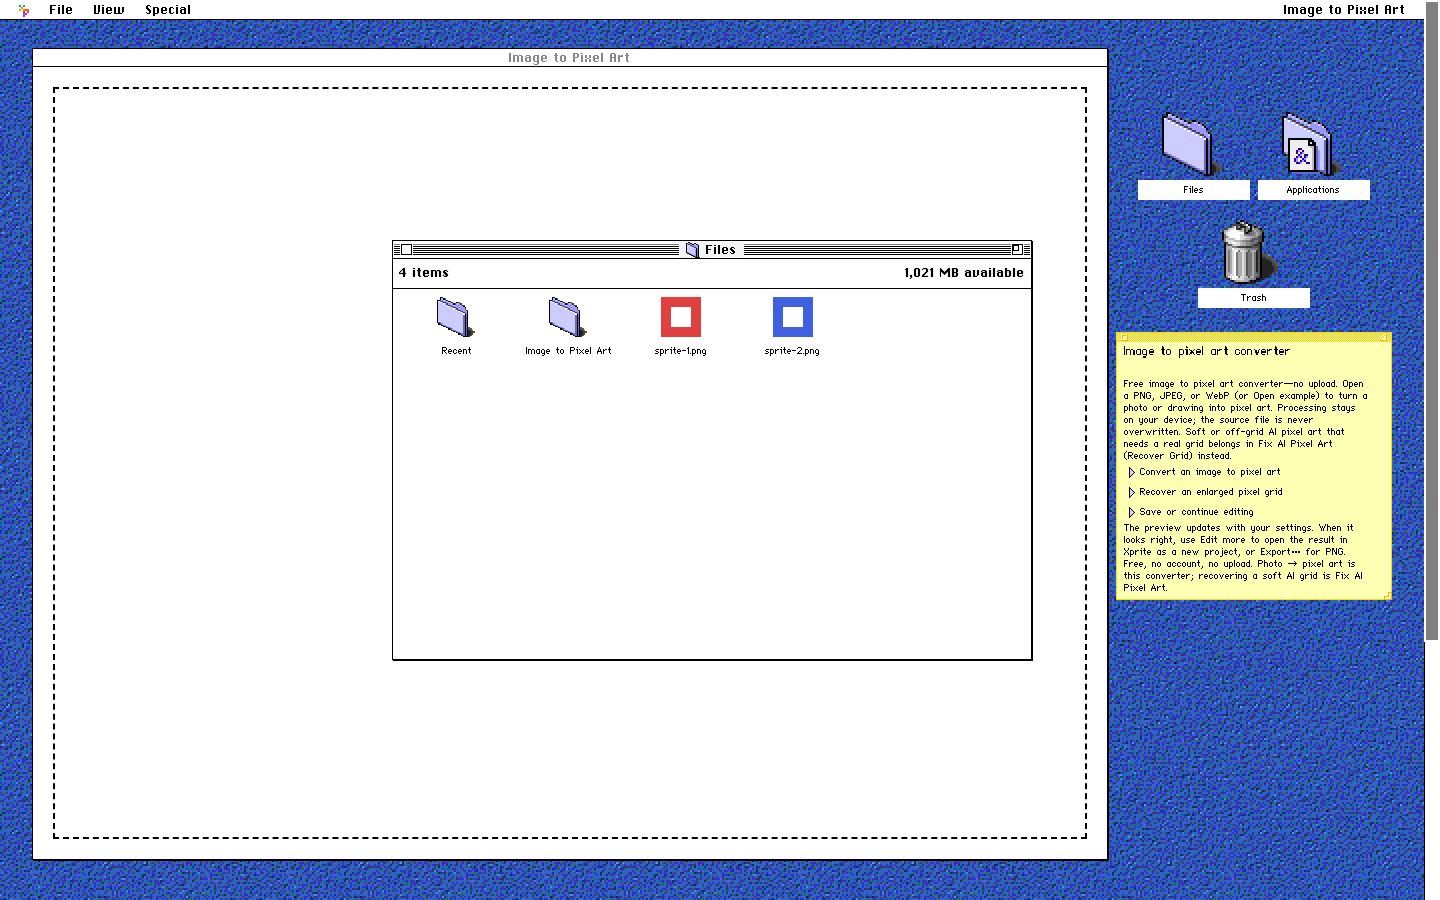 File View Special
Image to Pixel Art
Image to Pixel Art
Files
4 items
1,021 MB available
Recent
Image to Pixel Art
sprite-1.png
sprite-2.png
Files
Applications
Trash
Image to pixel art converter
Free image to pixel art converter—no upload. Open
a PNG, JPEG, or WebP (or Open example) to turn a
photo or drawing into pixel art. Processing stays
on your device; the source file is never
overwritten. Soft or off-grid AI pixel art that
needs a real grid belongs in Fix AI Pixel Art
(Recover Grid) instead.
Convert an image to pixel art
Recover an enlarged pixel grid
Save or continue editing
The preview updates with your settings. When it
looks right, use Edit more to open the result in
Xprite as a new project, or Export… for PNG.
Free, no account, no upload. Photo → pixel art is
this converter; recovering a soft AI grid is Fix AI
Pixel Art.